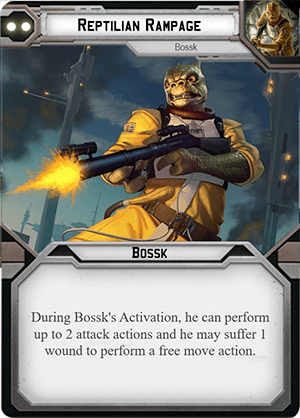 Reptilian Rampage
Bossk
Bossk
During Bossk's Activation, he can perform
up to 2 attack actions and he may suffer 1
wound to perform a free move action.